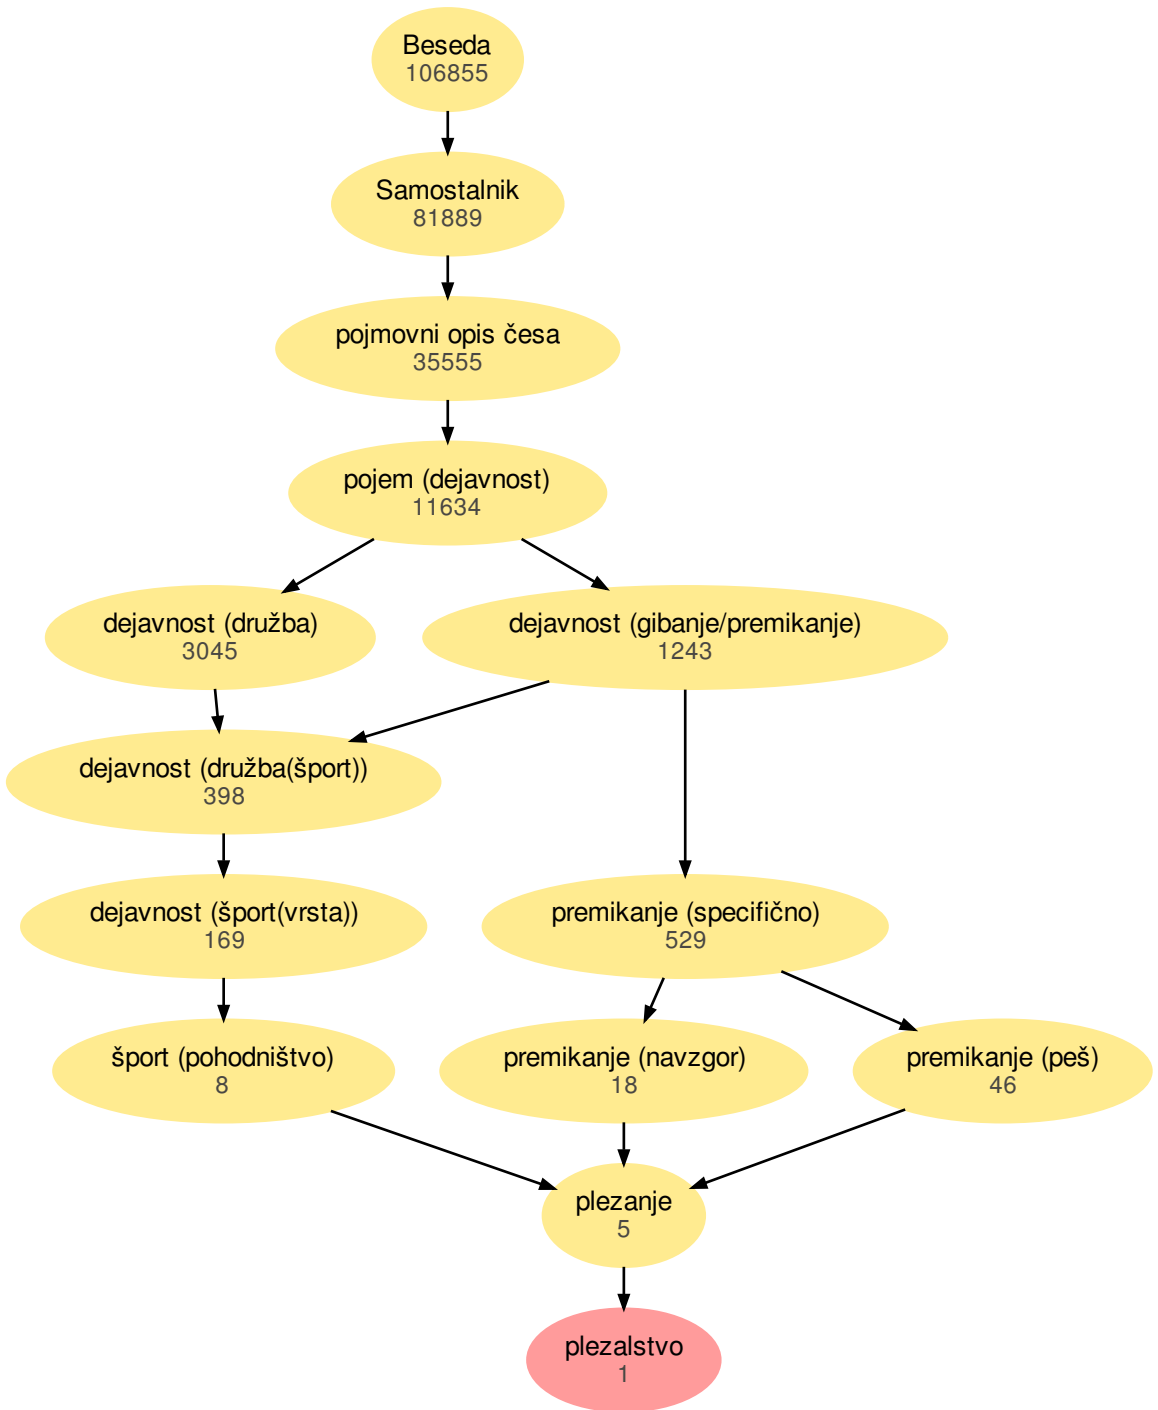 Beseda
106855
Samostalnik
81889
pojmovni opis česa
35555
pojem (dejavnost)
11634
dejavnost (družba)
3045
dejavnost (gibanje/premikanje)
1243
dejavnost (družba(šport))
398
dejavnost (šport(vrsta))
169
premikanje (specifično)
529
šport (pohodništvo)
8
premikanje (navzgor)
18
premikanje (peš)
46
plezanje
5
plezalstvo
1